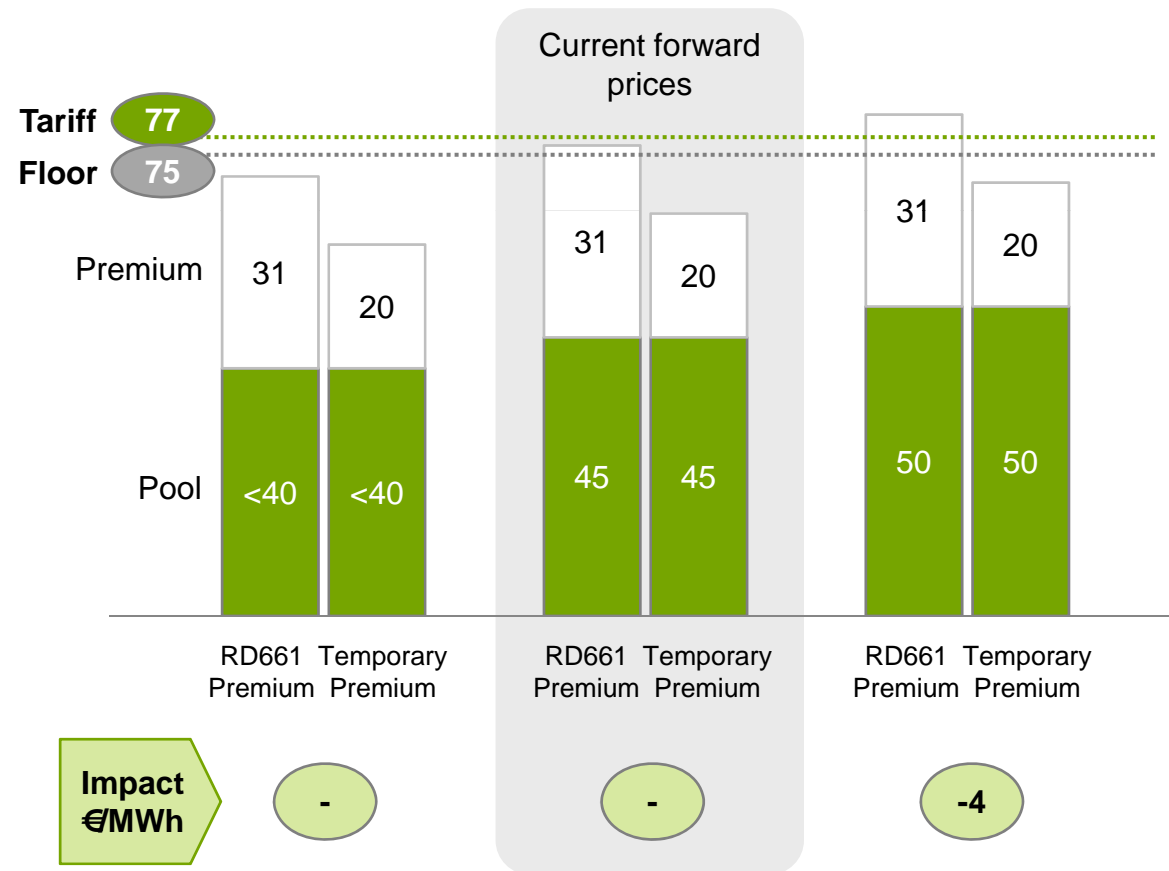 Current forward
prices
Tariff 77
Floor 75
Premium
31
20
31
20
31
20
Pool
<40
<40
45
45
50
50
RD661
Premium
Temporary
Premium
RD661
Premium
Temporary
Premium
RD661
Premium
Temporary
Premium
Impact
€/MWh
-
-
-4